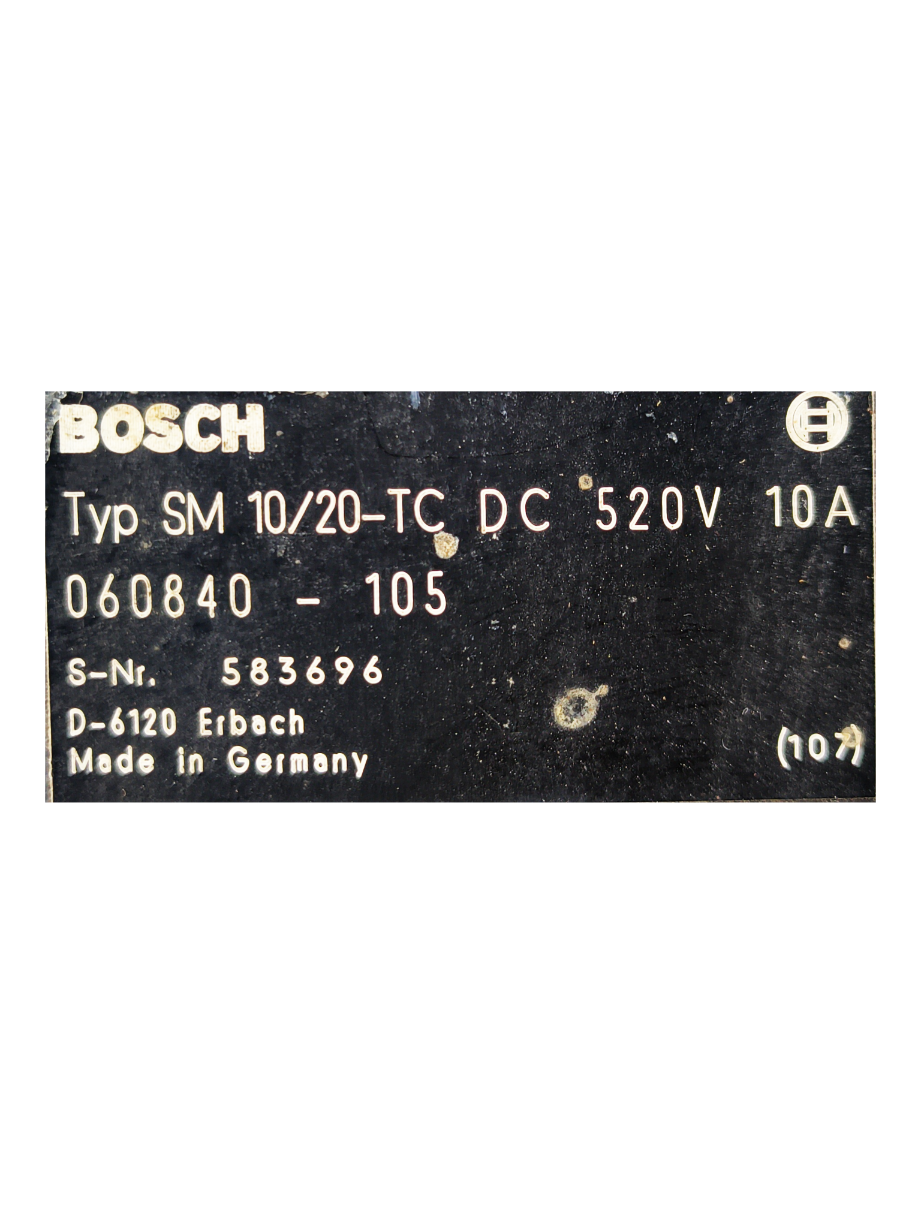 BOSCH
Typ SM 10/20-TC DC 520V 10A
060840 - 105
S-Nr. 583696
D-6120 Erbach
Made in Germany
(107)